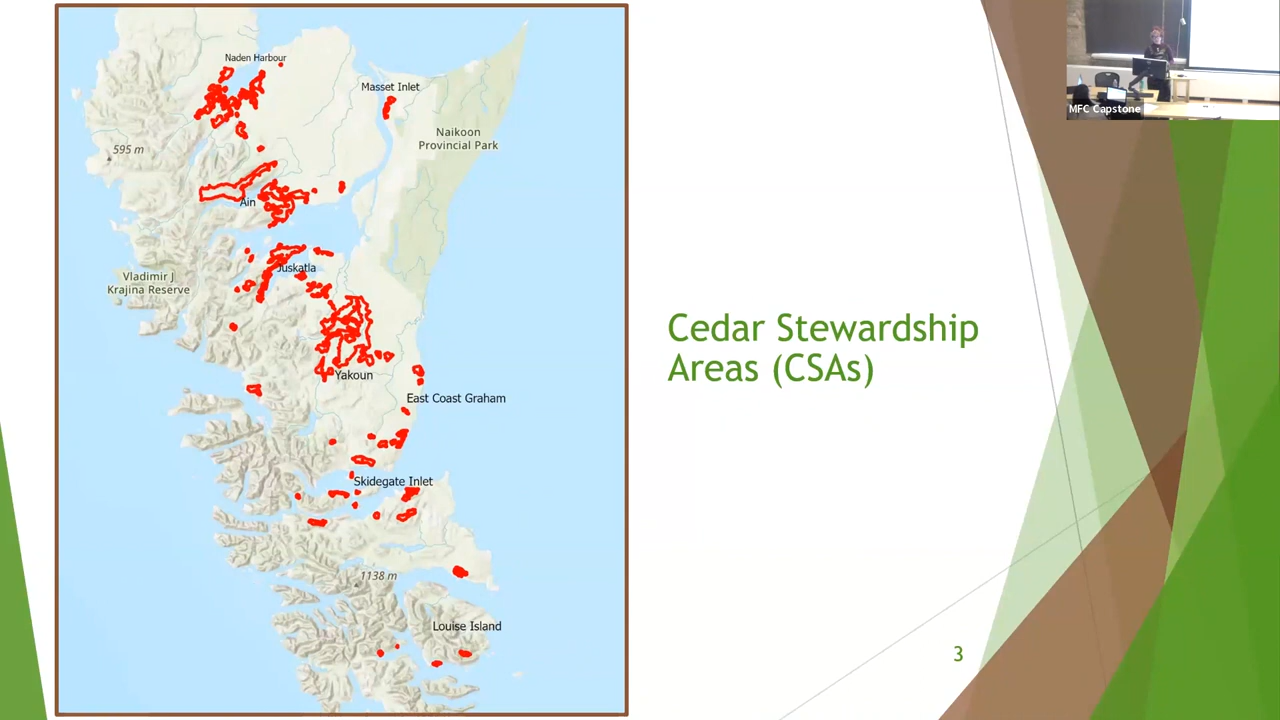 Naden Harbour
Masset Inlet
Naikoon
Provincial Park
595 m
Ain
Juskatla
Vladimir J
Krajina Reserve
Yakoun
East Coast Graham
Skidegate Inlet
1138 m
Louise Island
Cedar Stewardship
Areas (CSAs)
3
MFC Capstone